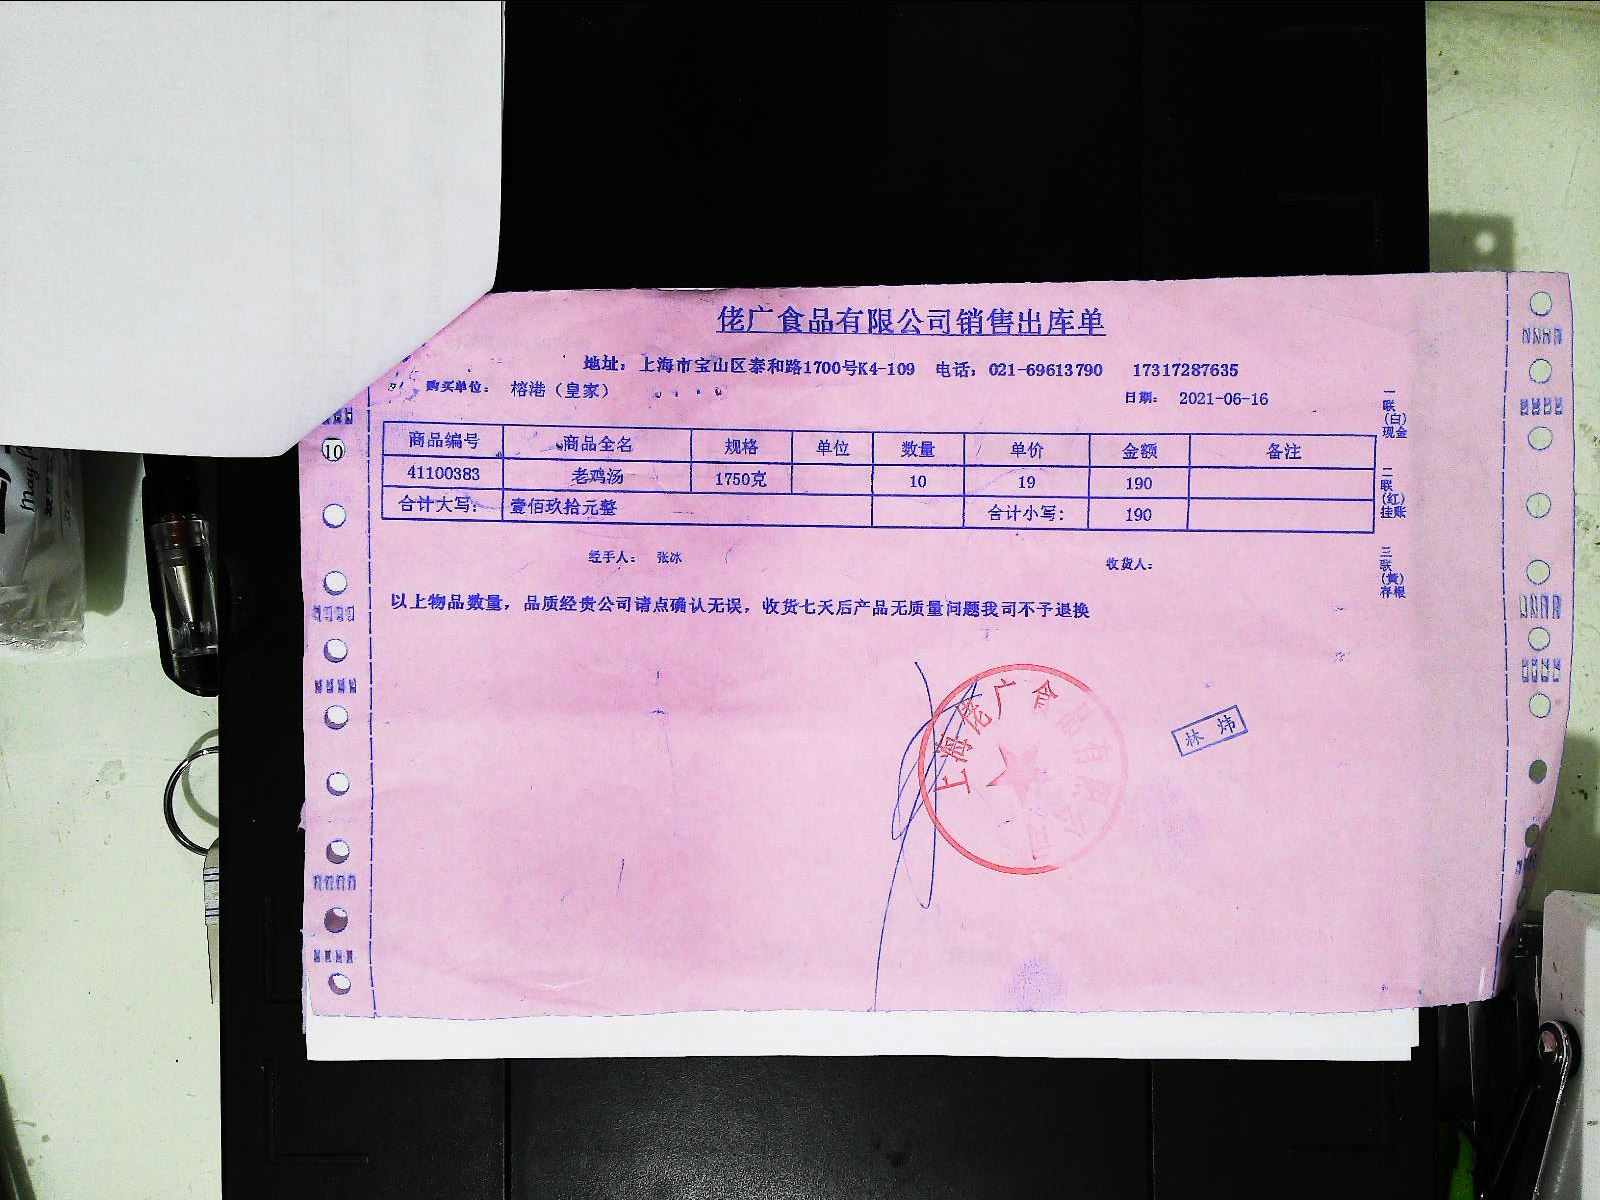 佬广食品有限公司销售出库单
地址：上海市宝山区泰和路1700号K4-109 电话：021-69613790 17317287635
购买单位： 榕港（皇家） 日期： 2021-06-16
商品编号 商品全名 规格 单位 数量 单价 金额 备注
41100383 老鸡汤 1750克 10 19 190
合计大写： 壹佰玖拾元整 合计小写： 190
经手人： 张冰 收货人：
以上物品数量，品质经贵公司请点确认无误，收货七天后产品无质量问题我司不予退换
一联(白)现金
二联(红)挂账
三联(黄)存根
上海佬广食品有限公司
林炜
10